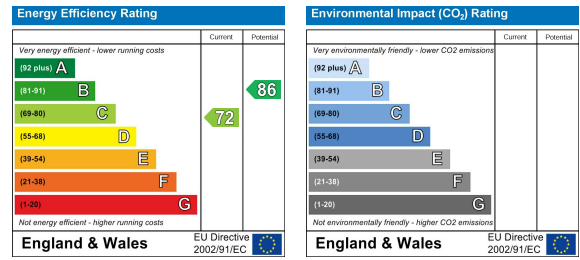 Energy Efficiency Rating
Current Potential
Very energy efficient - lower running costs
(92 plus) A
(81-91) B
(69-80) C
(55-68) D
(39-54) E
(21-38) F
(1-20) G
72
86
Not energy efficient - higher running costs
England & Wales
EU Directive
2002/91/EC
Environmental Impact (CO2) Rating
Current Potential
Very environmentally friendly - lower CO2 emissions
(92 plus) A
(81-91) B
(69-80) C
(55-68) D
(39-54) E
(21-38) F
(1-20) G
Not environmentally friendly - higher CO2 emissions
England & Wales
EU Directive
2002/91/EC